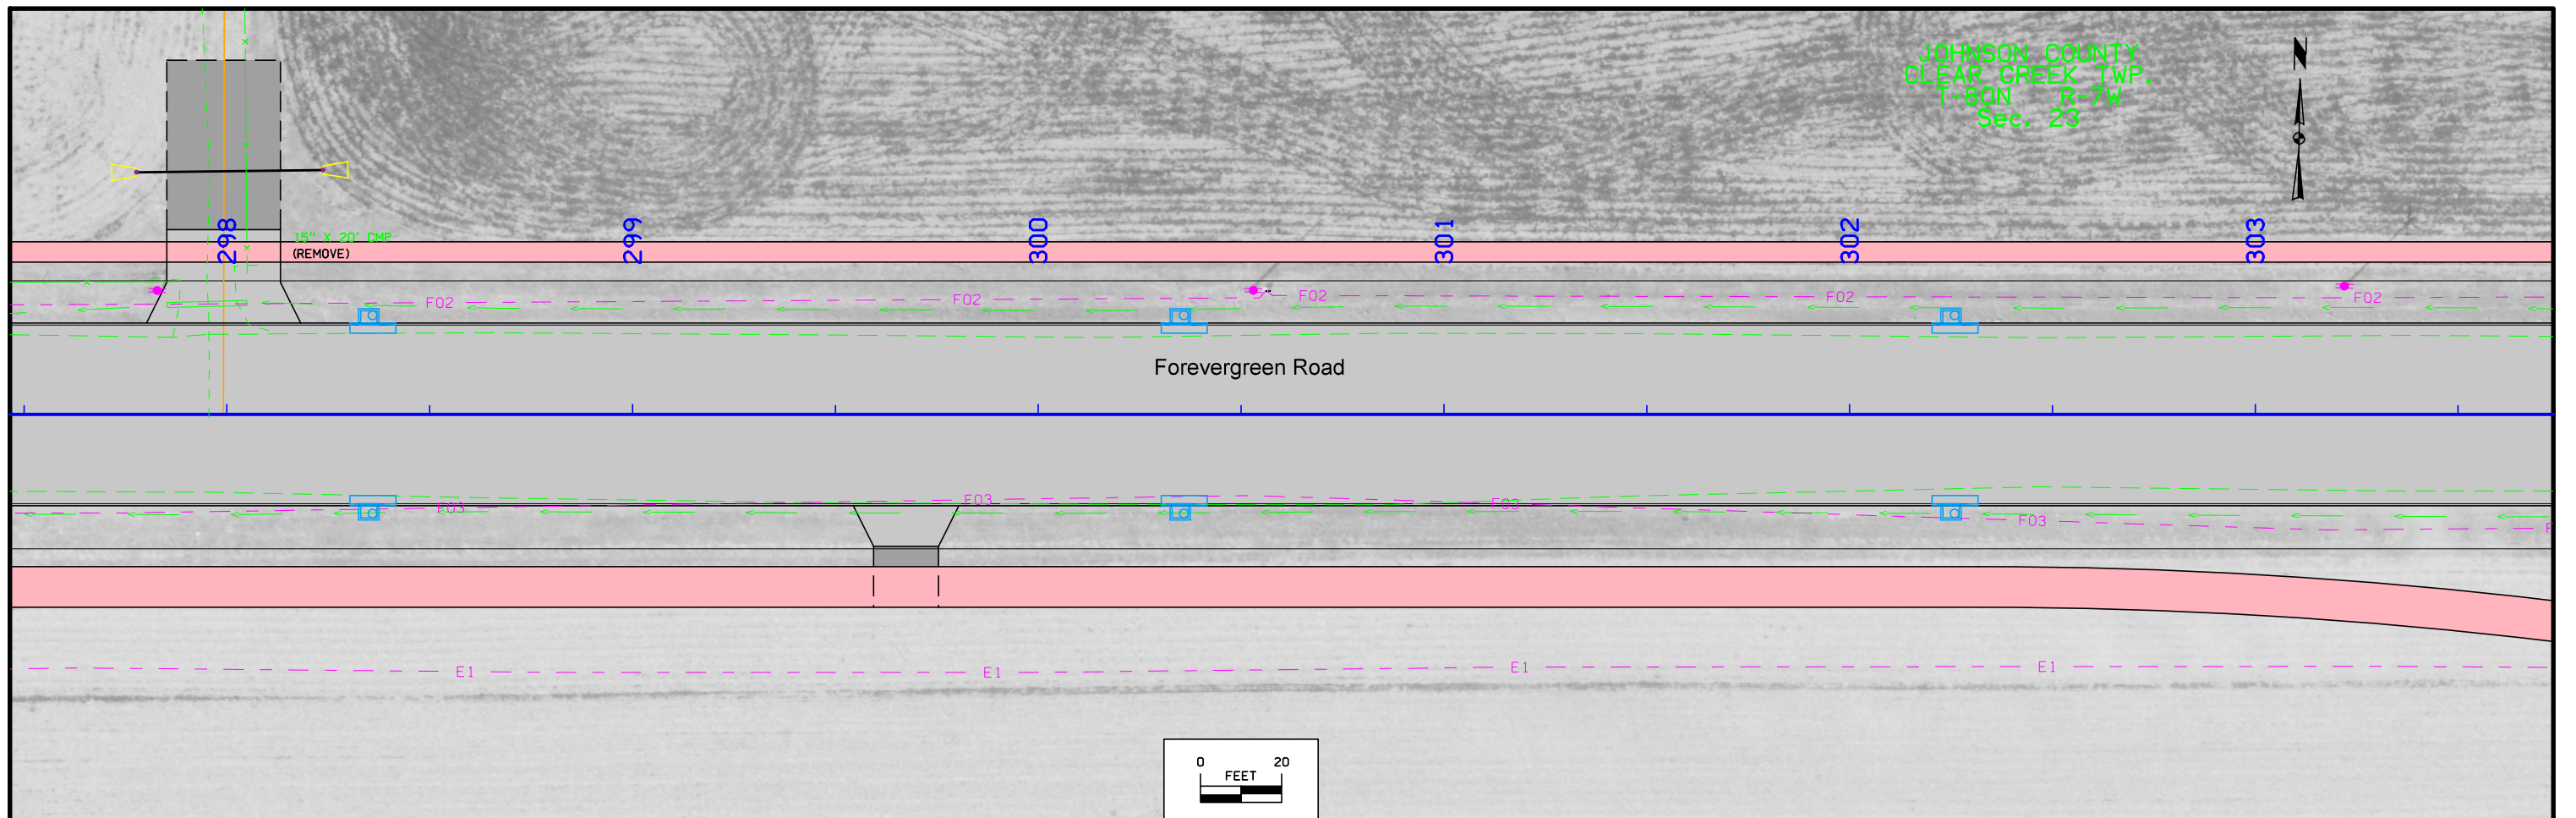 JOHNSON COUNTY
CLEAR CREEK TWP.
T-80N R-7W
Sec. 23
N
298
299
300
301
302
303
15" X 20' CMP
(REMOVE)
F02
F02
F02
F02
F02
Forevergreen Road
F03
F03
F03
F03
E1
E1
E1
E1
0 20
FEET